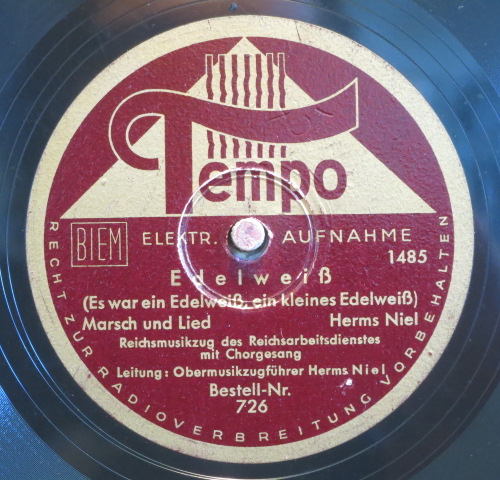 Tempo
BIEM ELEKTR. AUFNAHME
1485
Edelweiß
(Es war ein Edelweiß, ein kleines Edelweiß)
Marsch und Lied Herms Niel
Reichsmusikzug des Reichsarbeitsdienstes
mit Chorgesang
Leitung: Obermusikzugführer Herms Niel
Bestell-Nr.
726
RECHT ZUR RADIOVERBREITUNG VORBEHALTEN